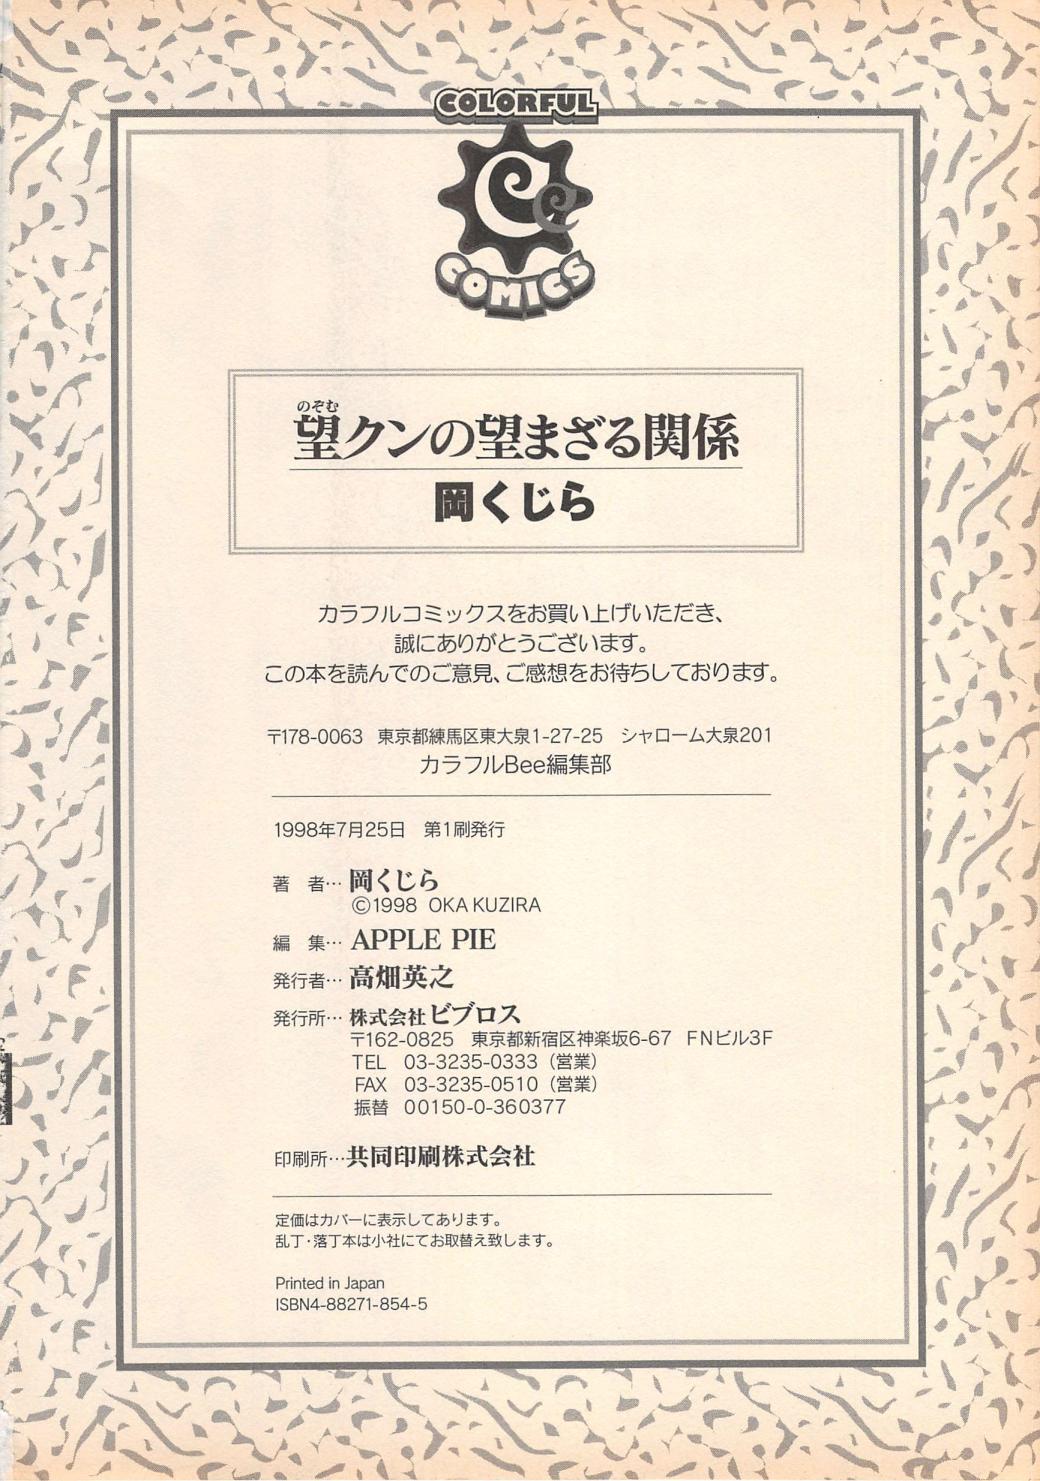 COLORFUL
COMICS
のぞむ
望クンの望まざる関係
岡くじら
カラフルコミックスをお買い上げいただき、
誠にありがとうございます。
この本を読んでのご意見、ご感想をお待ちしております。
〒178-0063 東京都練馬区東大泉1-27-25 シャローム大泉201
カラフルBee編集部
1998年7月25日 第1刷発行
著 者… 岡くじら
©1998 OKA KUZIRA
編 集… APPLE PIE
発行者… 高畑英之
発行所… 株式会社ビブロス
〒162-0825 東京都新宿区神楽坂6-67 FNビル3F
TEL 03-3235-0333（営業）
FAX 03-3235-0510（営業）
振替 00150-0-360377
印刷所…共同印刷株式会社
定価はカバーに表示してあります。
乱丁・落丁本は小社にてお取替え致します。
Printed in Japan
ISBN4-88271-854-5